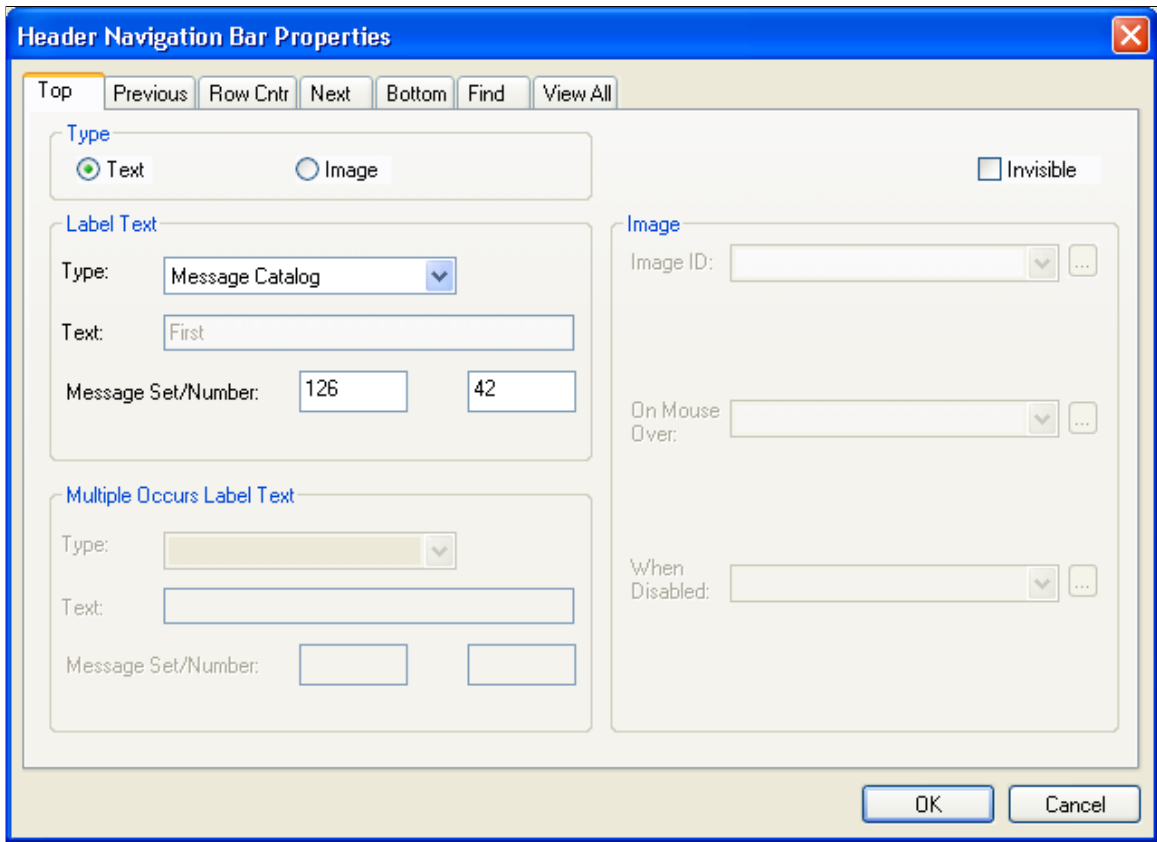 Header Navigation Bar Properties
Top Previous Row Cntr Next Bottom Find View All
Type
Text Image Invisible
Label Text
Type: Message Catalog
Text: First
Message Set/Number: 126 42
Multiple Occurs Label Text
Type:
Text:
Message Set/Number:
Image
Image ID: ...
On Mouse
Over: ...
When
Disabled: ...
OK Cancel